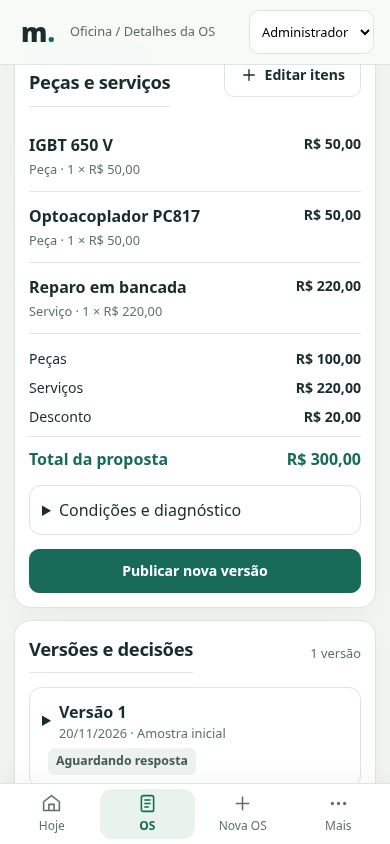 m.
Oficina / Detalhes da OS
Administrador
Peças e serviços
Editar itens
IGBT 650 V
R$ 50,00
Peça · 1 × R$ 50,00
Optoacoplador PC817
R$ 50,00
Peça · 1 × R$ 50,00
Reparo em bancada
R$ 220,00
Serviço · 1 × R$ 220,00
Peças
R$ 100,00
Serviços
R$ 220,00
Desconto
R$ 20,00
Total da proposta
R$ 300,00
Condições e diagnóstico
Publicar nova versão
Versões e decisões
1 versão
Versão 1
20/11/2026 · Amostra inicial
Aguardando resposta
Hoje
OS
Nova OS
Mais